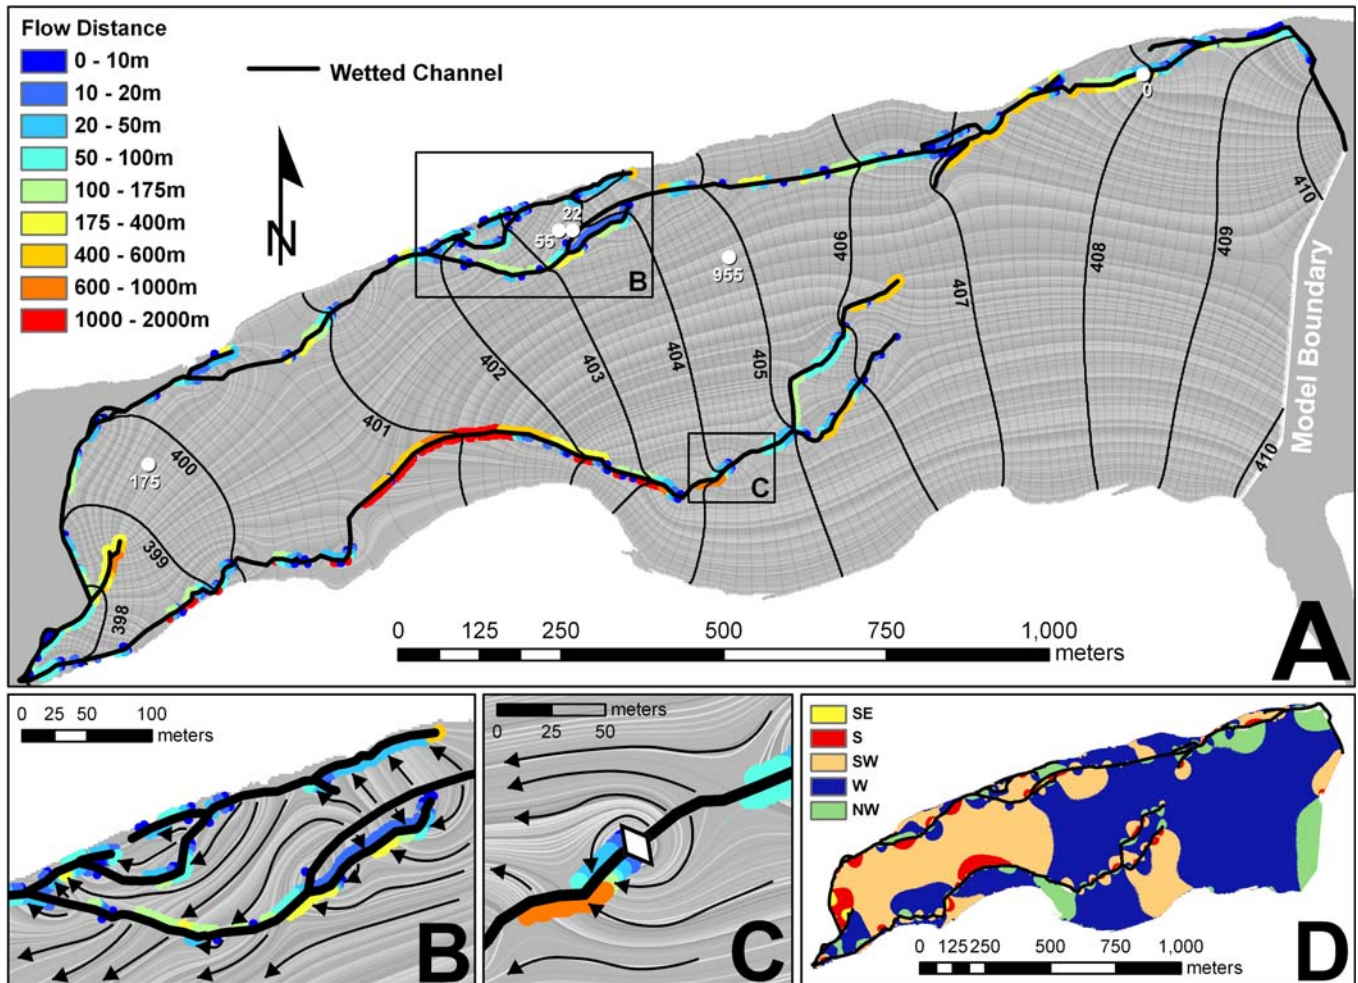 Flow Distance
0 - 10m
10 - 20m
20 - 50m
50 - 100m
100 - 175m
175 - 400m
400 - 600m
600 - 1000m
1000 - 2000m
Wetted Channel
N
0
410
22
55
B
406
408
409
410
955
407
Model Boundary
402
403
404
405
401
400
175
C
410
399
398
0 125 250 500 750 1,000
meters
A
0 25 50 100
meters
B
meters
0 25 50
C
SE
S
SW
W
NW
0 125 250 500 750 1,000
meters
D